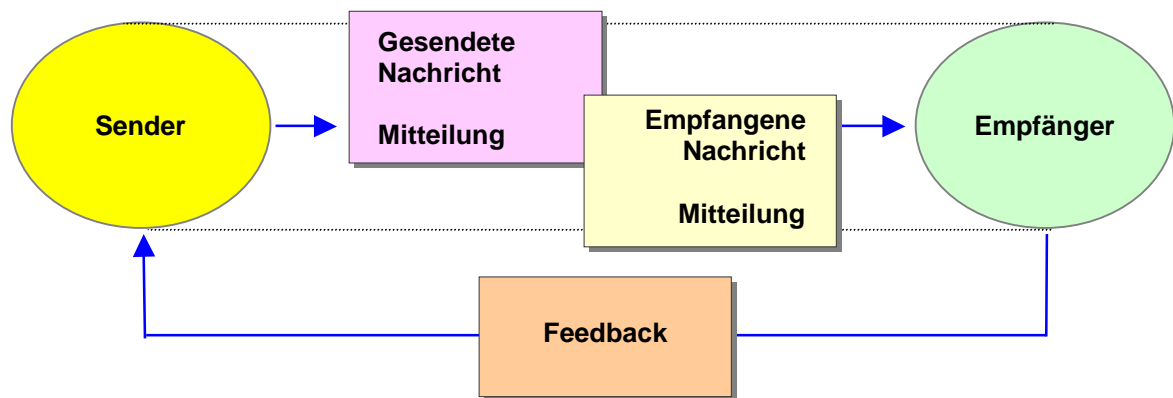 Sender
Gesendete
Nachricht
Mitteilung
Empfangene
Nachricht
Mitteilung
Empfänger
Feedback